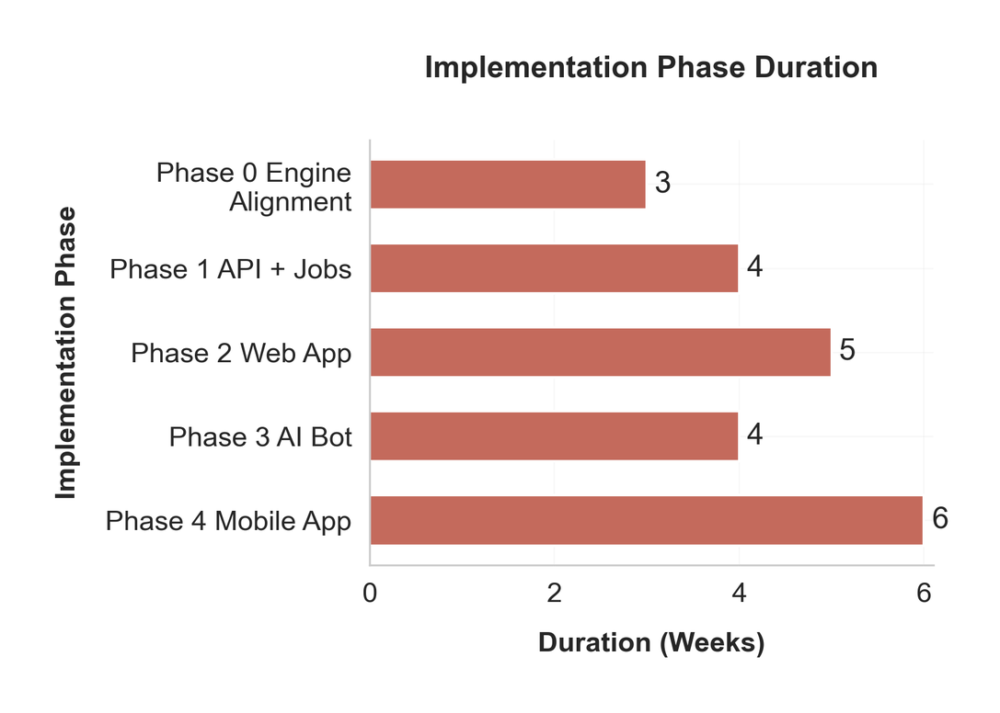 Implementation Phase Duration
Implementation Phase
Phase 0 Engine
Alignment
3
Phase 1 API + Jobs
4
Phase 2 Web App
5
Phase 3 AI Bot
4
Phase 4 Mobile App
6
0 2 4 6
Duration (Weeks)